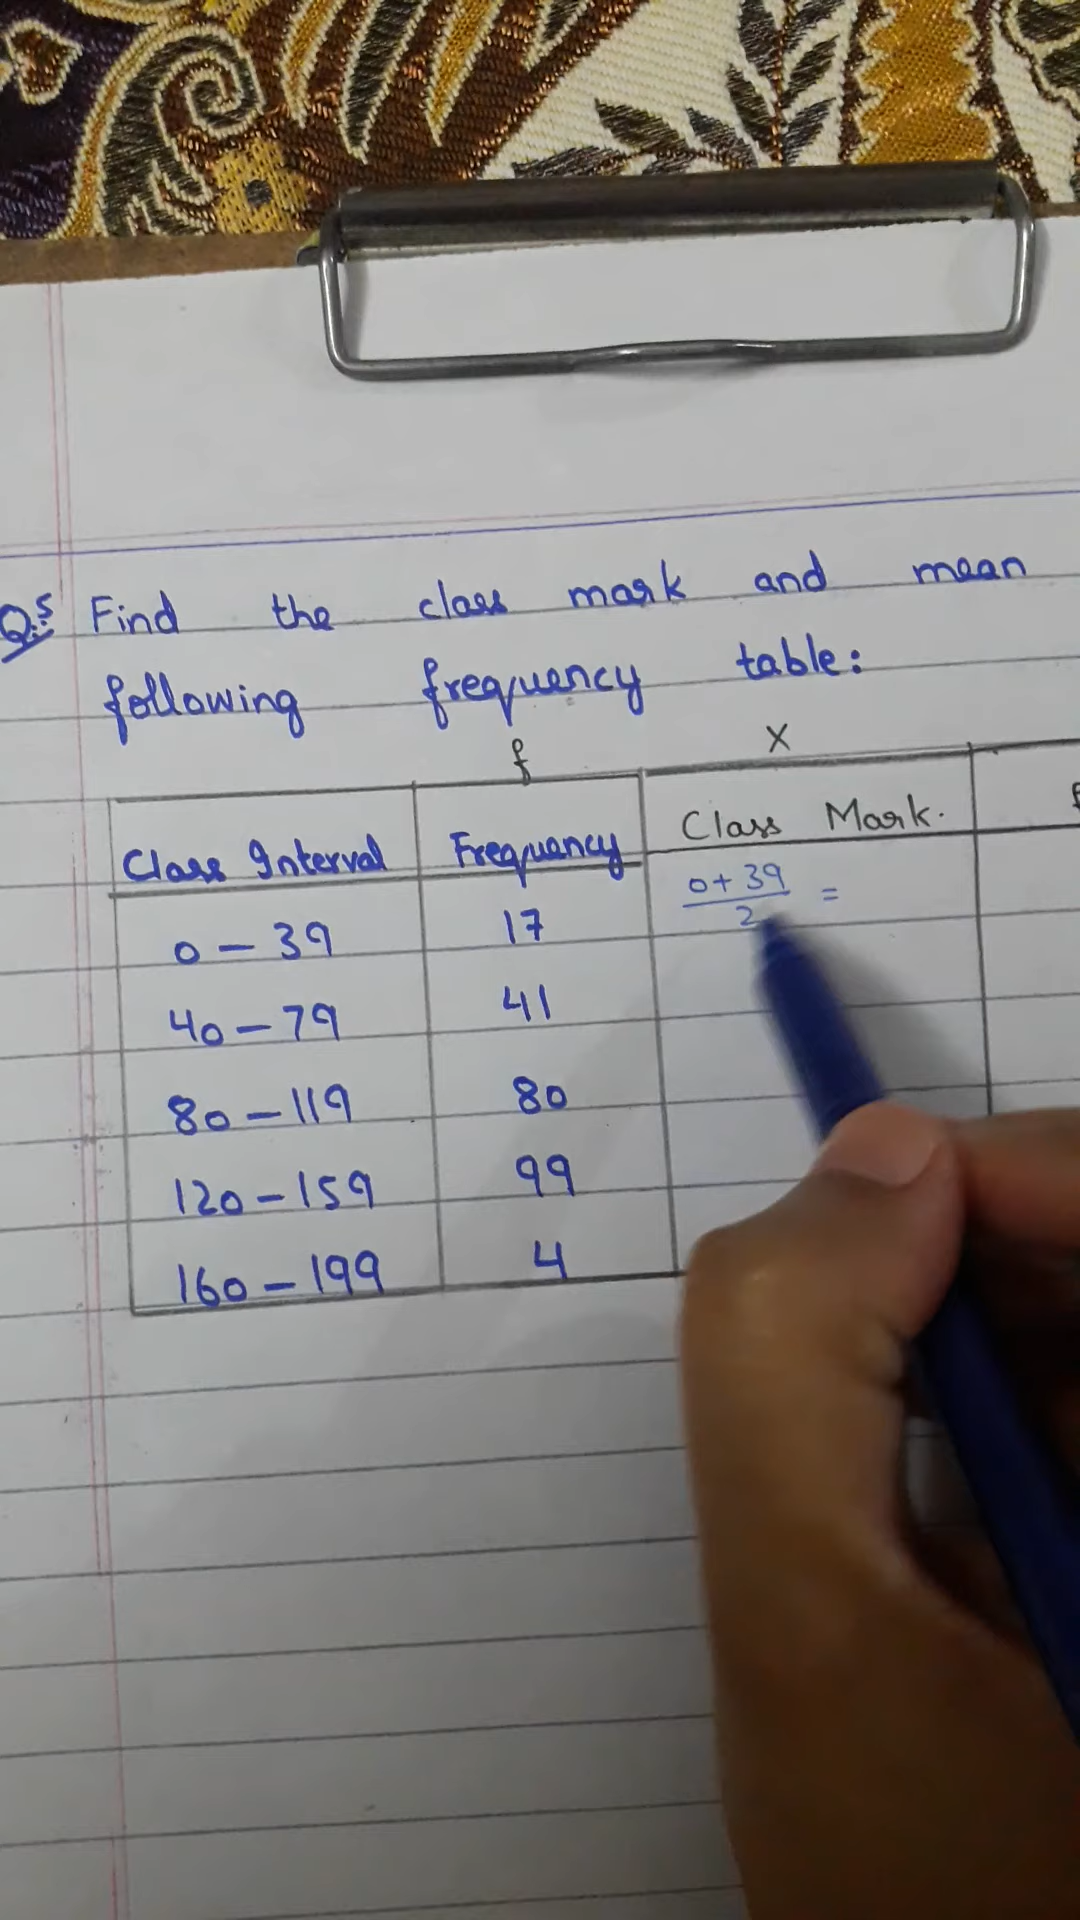 Q.5 Find the class mark and mean
following frequency table:
f X
Class Interval Frequency Class Mark. f
0 – 39 17 0 + 39 / 2 =
40 – 79 41
80 – 119 80
120 – 159 99
160 – 199 4